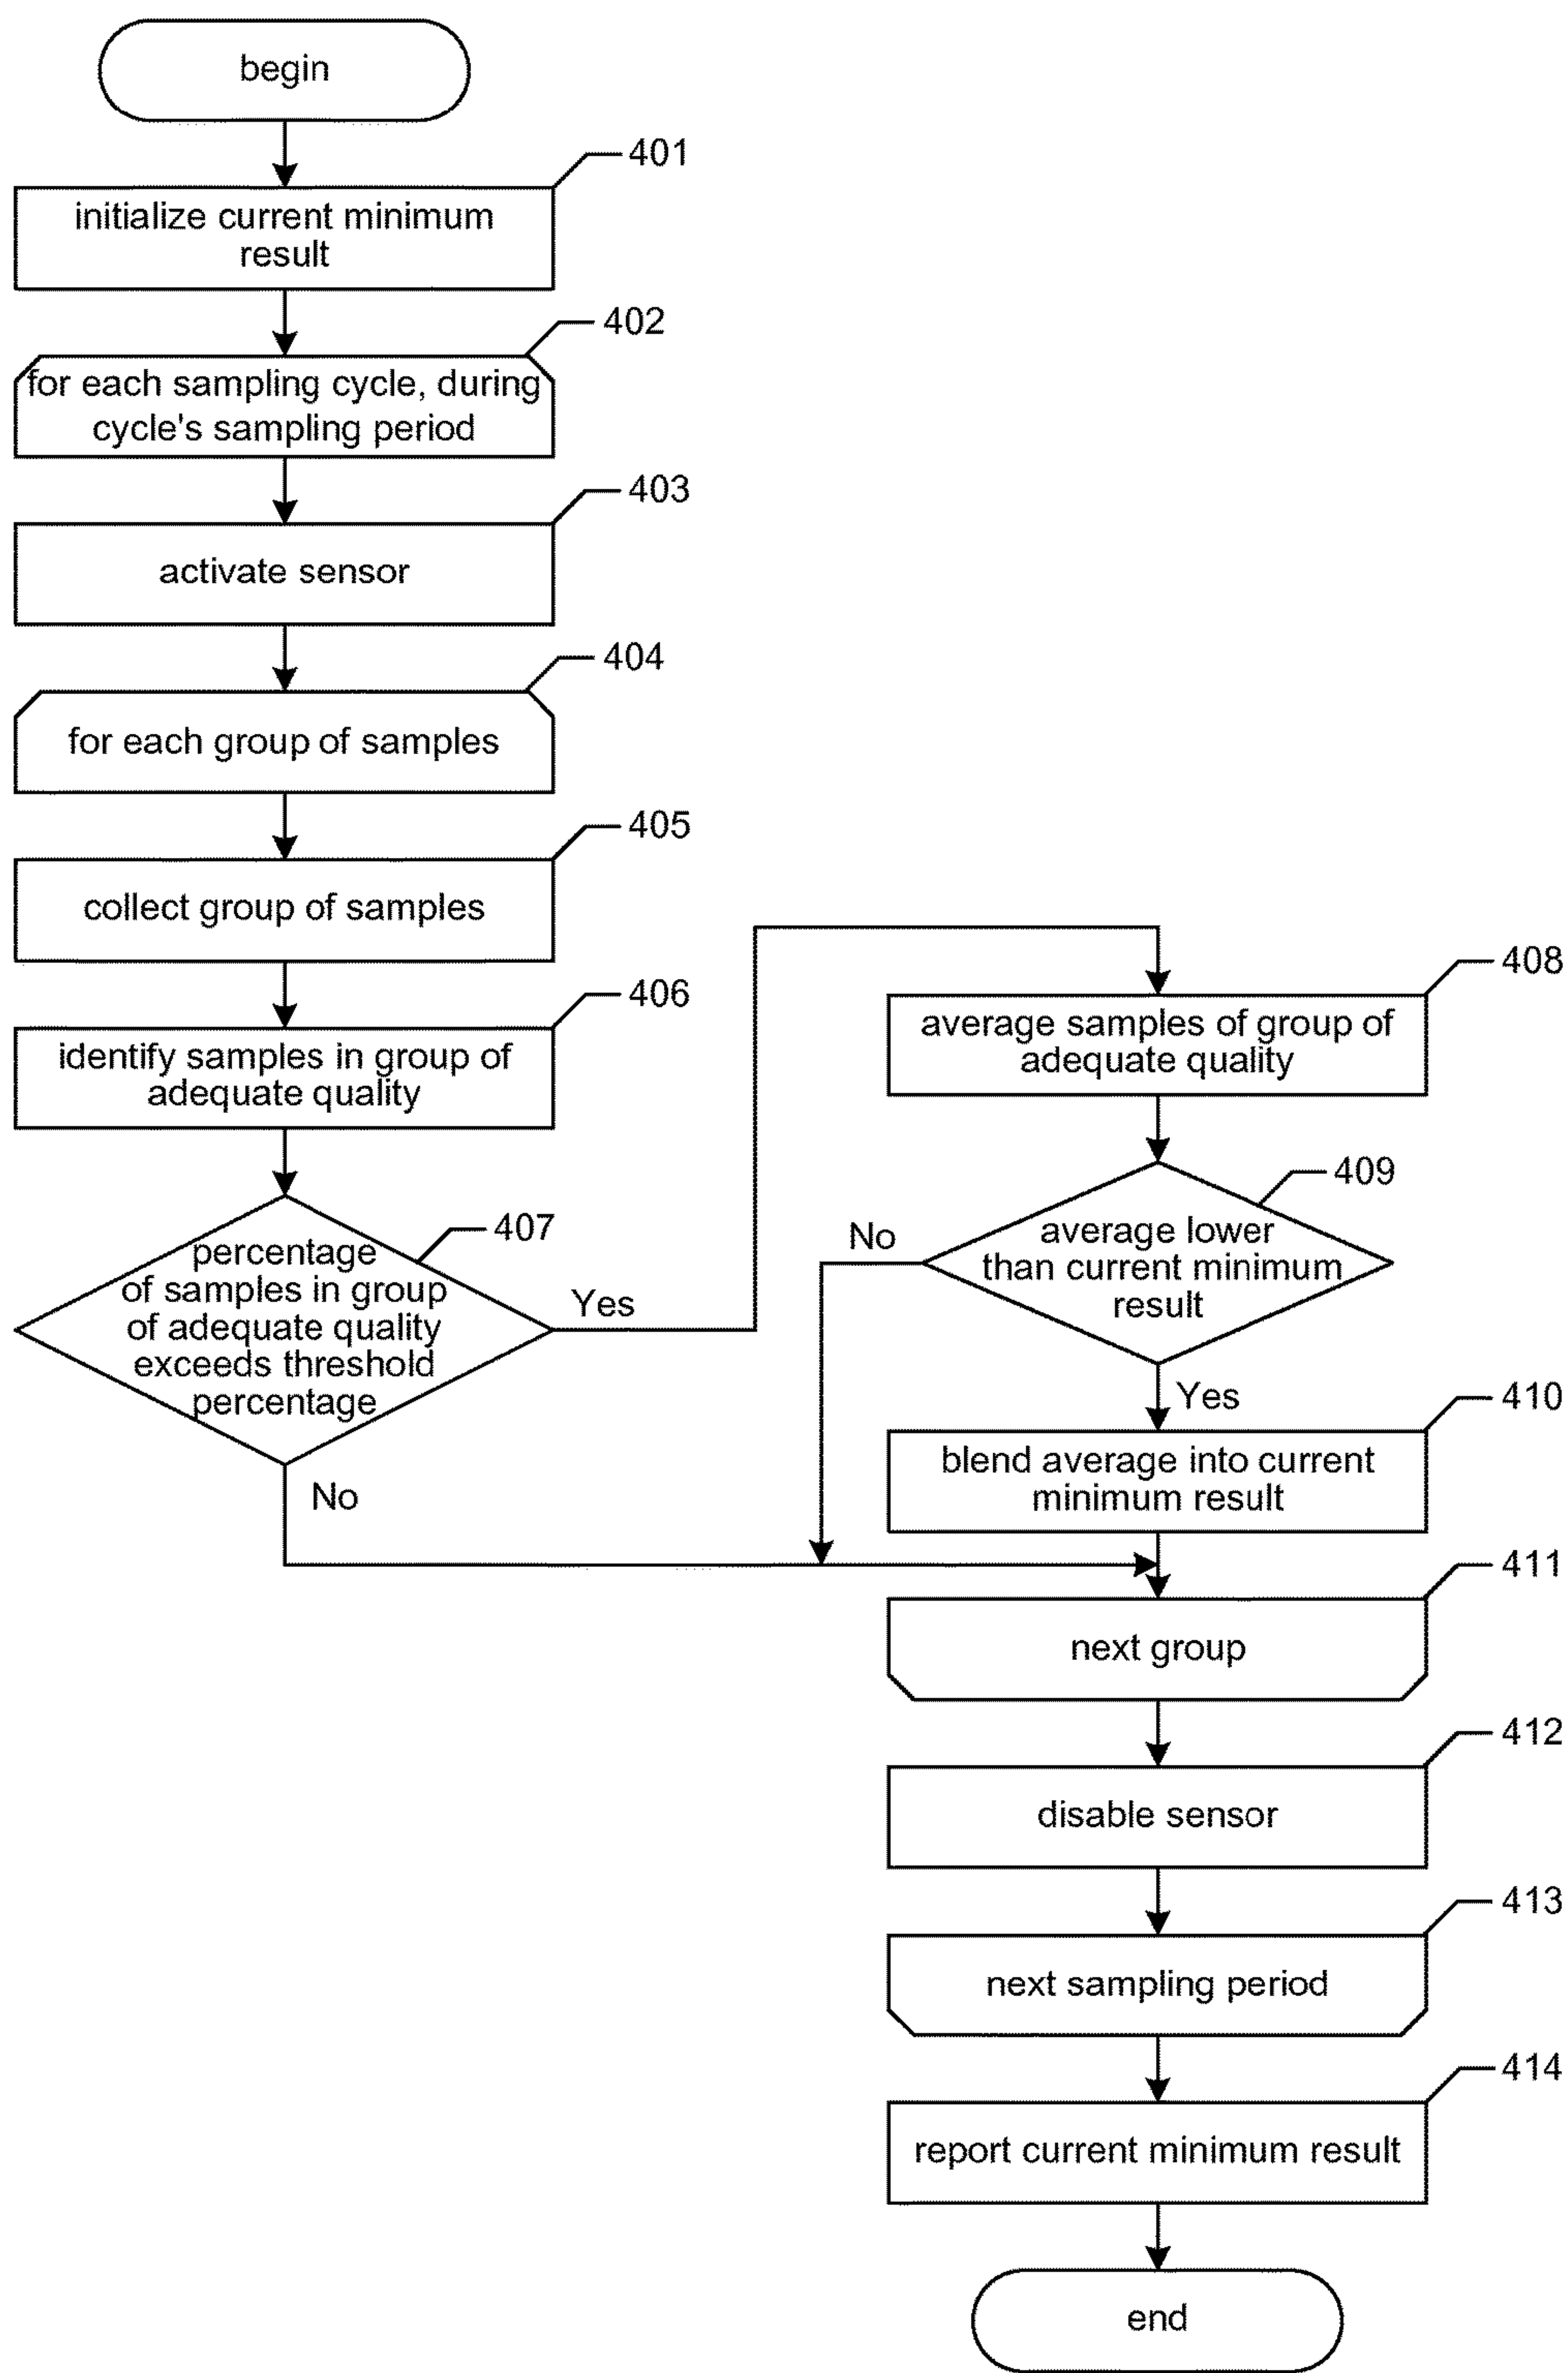 begin
401
initialize current minimum
result
402
for each sampling cycle, during
cycle's sampling period
403
activate sensor
404
for each group of samples
405
collect group of samples
406
identify samples in group of
adequate quality
407
percentage
of samples in group
of adequate quality
exceeds threshold
percentage
Yes
No
408
average samples of group of
adequate quality
409
average lower
than current minimum
result
No
Yes
410
blend average into current
minimum result
411
next group
412
disable sensor
413
next sampling period
414
report current minimum result
end